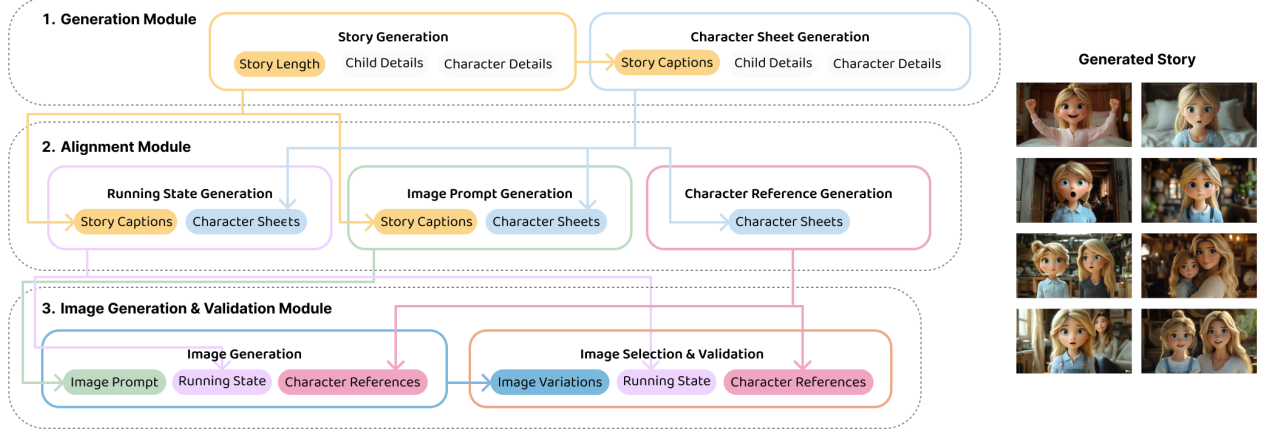 1. Generation Module
Story Generation
Story Length
Child Details
Character Details
Character Sheet Generation
Story Captions
Child Details
Character Details
2. Alignment Module
Running State Generation
Story Captions
Character Sheets
Image Prompt Generation
Story Captions
Character Sheets
Character Reference Generation
Character Sheets
3. Image Generation & Validation Module
Image Generation
Image Prompt
Running State
Character References
Image Selection & Validation
Image Variations
Running State
Character References
Generated Story